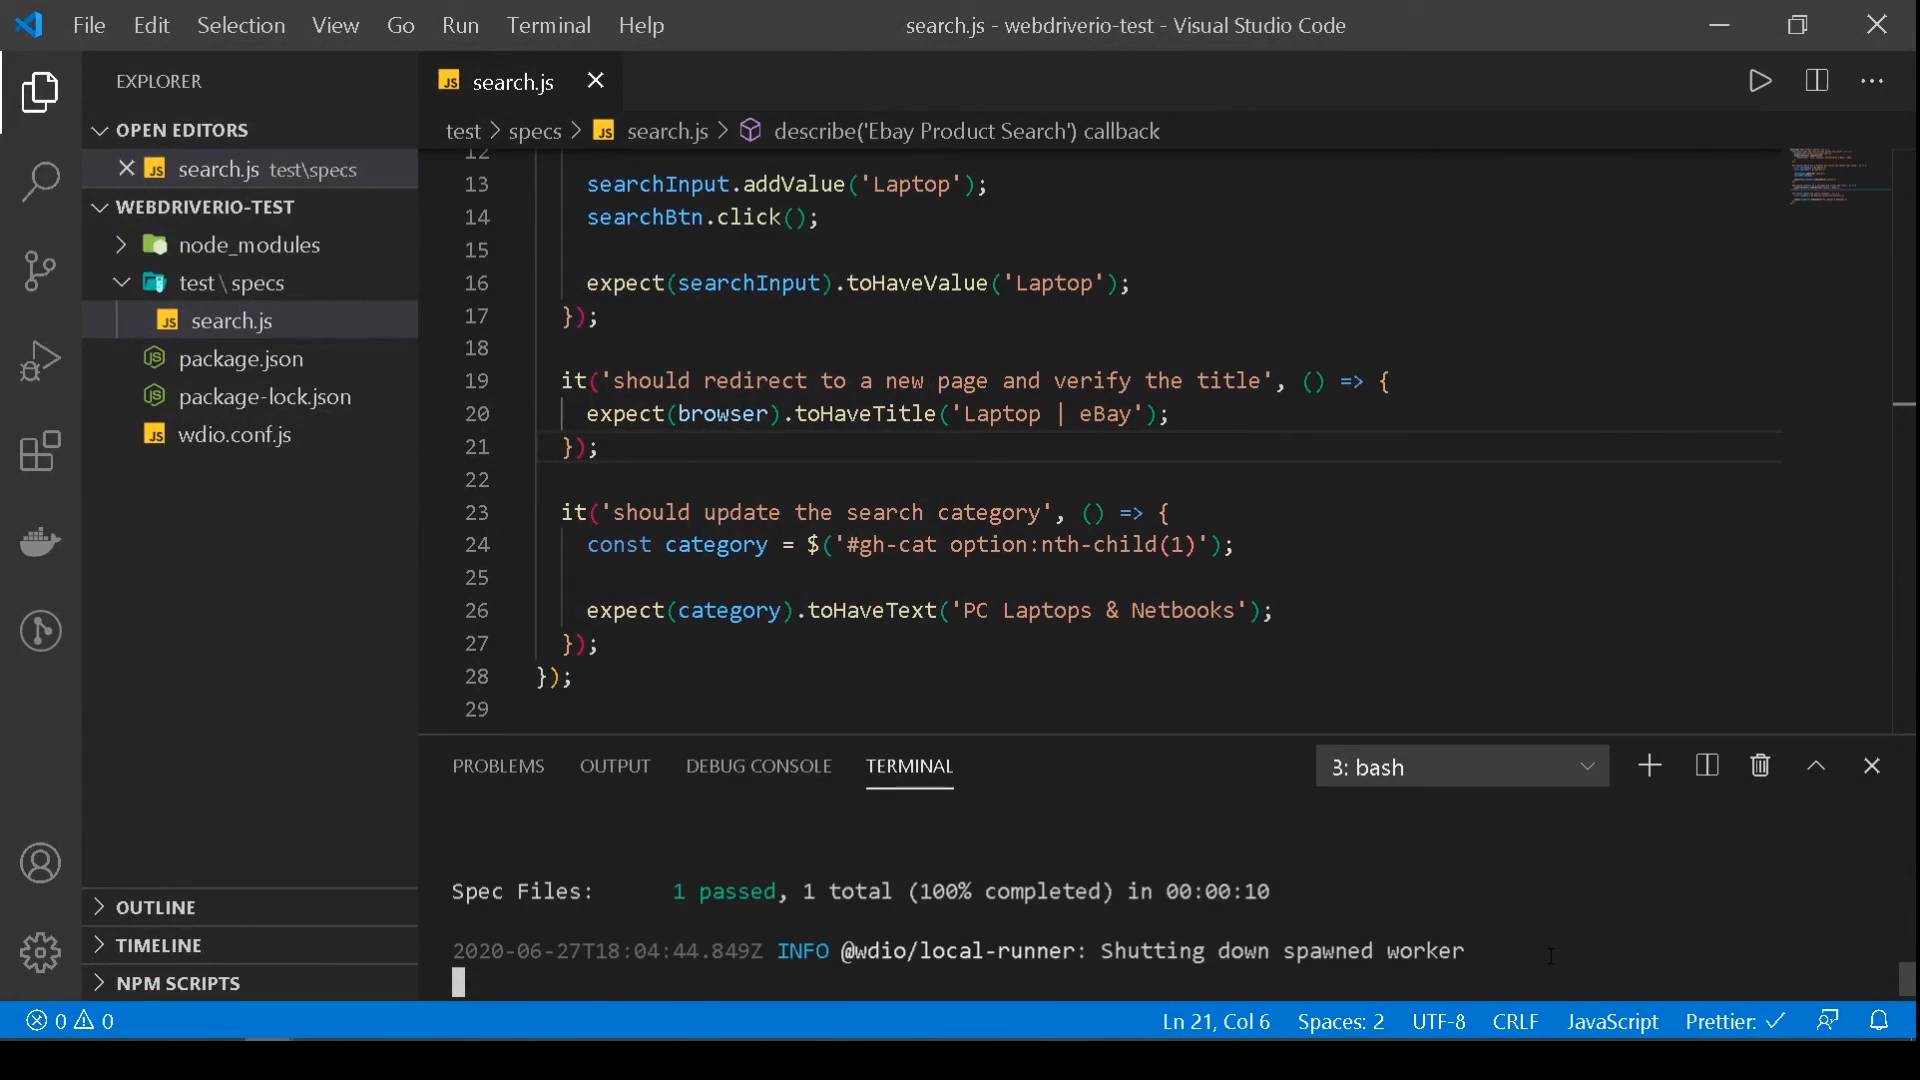 File Edit Selection View Go Run Terminal Help
search.js - webdriverio-test - Visual Studio Code
EXPLORER
OPEN EDITORS
JS search.js test\specs
WEBDRIVERIO-TEST
node_modules
test\specs
JS search.js
package.json
package-lock.json
JS wdio.conf.js
OUTLINE
TIMELINE
NPM SCRIPTS
JS search.js
test > specs > JS search.js > describe('Ebay Product Search') callback
12
13 searchInput.addValue('Laptop');
14 searchBtn.click();
15
16 expect(searchInput).toHaveValue('Laptop');
17 });
18
19 it('should redirect to a new page and verify the title', () => {
20 expect(browser).toHaveTitle('Laptop | eBay');
21 });
22
23 it('should update the search category', () => {
24 const category = $('#gh-cat option:nth-child(1)');
25
26 expect(category).toHaveText('PC Laptops & Netbooks');
27 });
28 });
29
PROBLEMS OUTPUT DEBUG CONSOLE TERMINAL
3: bash
Spec Files: 1 passed, 1 total (100% completed) in 00:00:10
2020-06-27T18:04:44.849Z INFO @wdio/local-runner: Shutting down spawned worker
0 0
Ln 21, Col 6 Spaces: 2 UTF-8 CRLF JavaScript Prettier: ✓